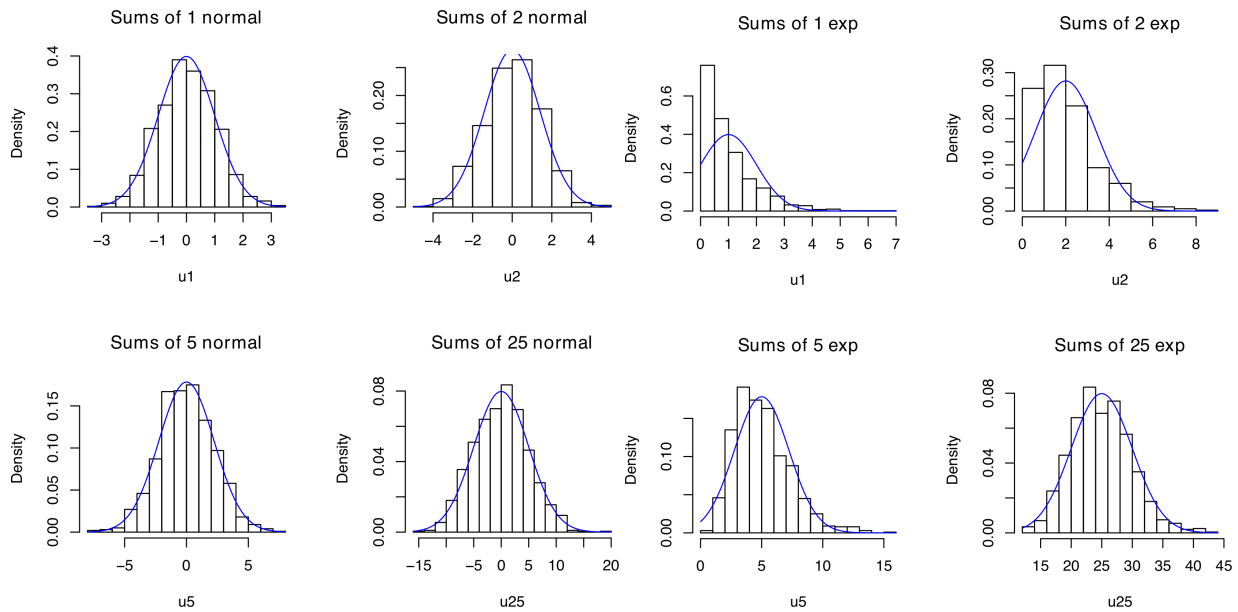 Sums of 1 normal
Density
0.0 0.1 0.2 0.3 0.4
−3 −1 0 1 2 3
u1
Sums of 2 normal
Density
0.00 0.10 0.20
−4 −2 0 2 4
u2
Sums of 1 exp
Density
0.0 0.2 0.4 0.6
0 1 2 3 4 5 6 7
u1
Sums of 2 exp
Density
0.00 0.10 0.20 0.30
0 2 4 6 8
u2
Sums of 5 normal
Density
0.00 0.05 0.10 0.15
−5 0 5
u5
Sums of 25 normal
Density
0.00 0.04 0.08
−15 −5 0 5 10 20
u25
Sums of 5 exp
Density
0.00 0.10
0 5 10 15
u5
Sums of 25 exp
Density
0.00 0.04 0.08
15 20 25 30 35 40 45
u25